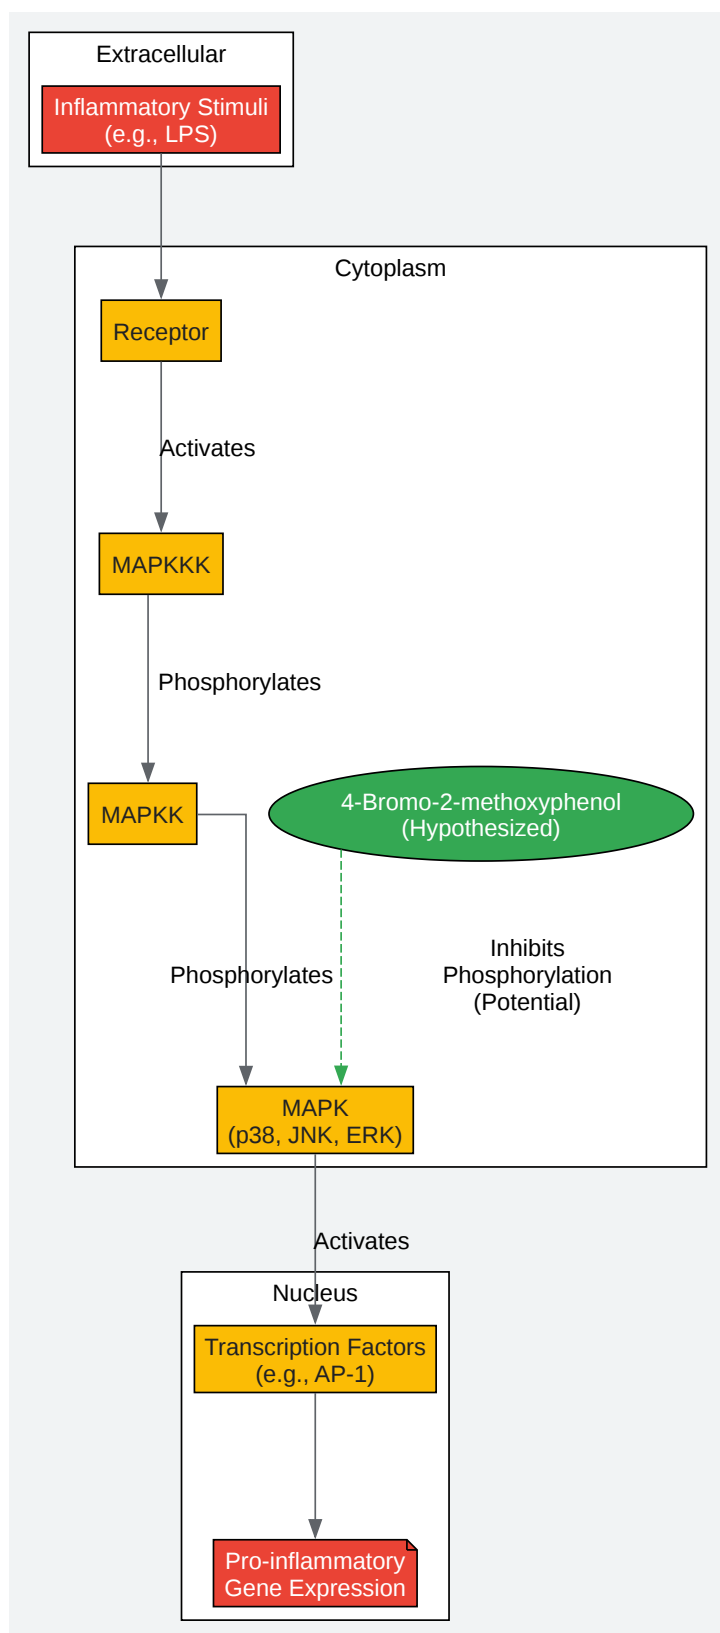 Extracellular
Inflammatory Stimuli
(e.g., LPS)
Cytoplasm
Receptor
Activates
MAPKKK
Phosphorylates
MAPKK
4-Bromo-2-methoxyphenol
(Hypothesized)
Phosphorylates
Inhibits
Phosphorylation
(Potential)
MAPK
(p38, JNK, ERK)
Activates
Nucleus
Transcription Factors
(e.g., AP-1)
Pro-inflammatory
Gene Expression